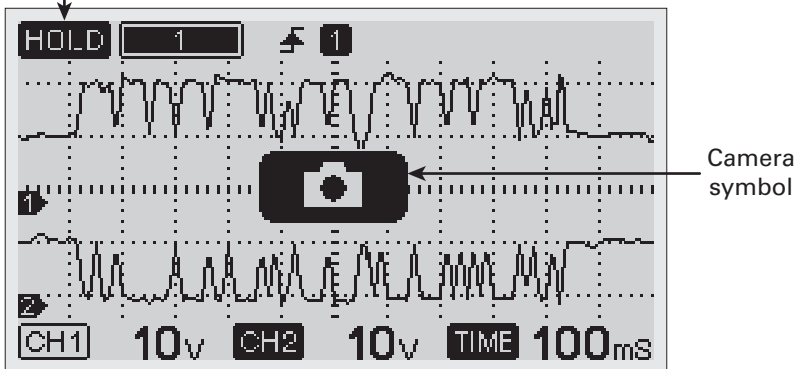 HOLD 1 1
Camera
symbol
1
2
CH1 10V CH2 10V TIME 100mS